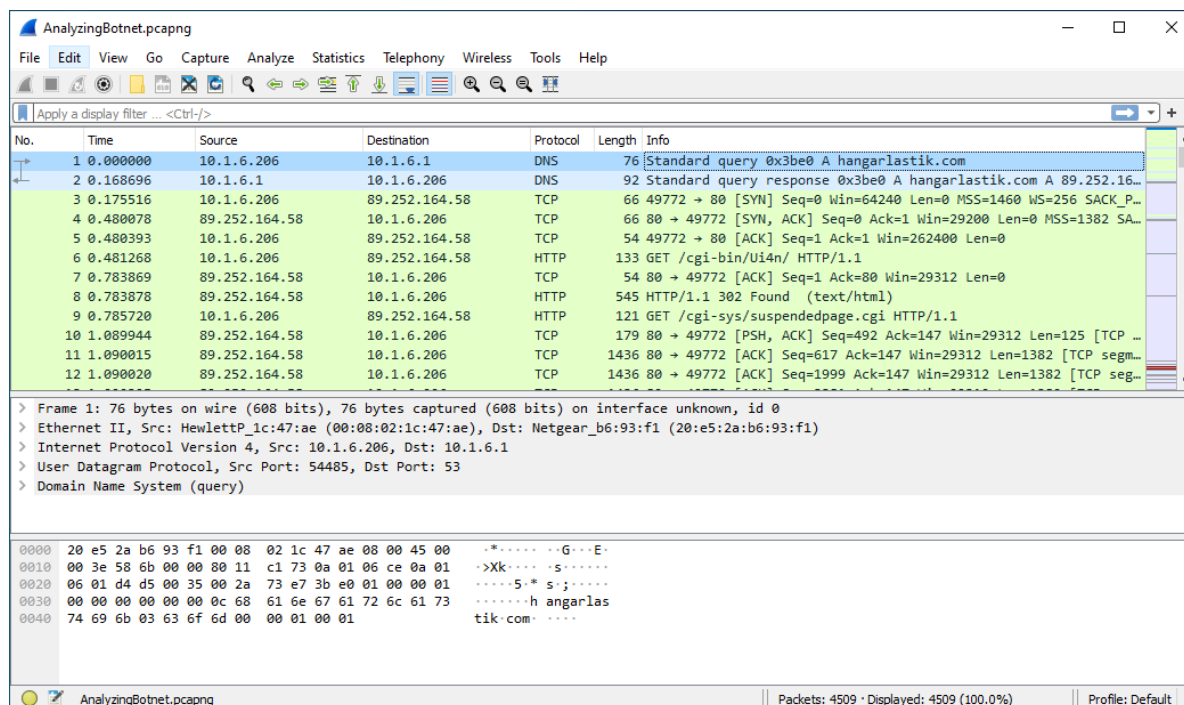 AnalyzingBotnet.pcapng
File Edit View Go Capture Analyze Statistics Telephony Wireless Tools Help
Apply a display filter ... <Ctrl-/>
No. Time Source Destination Protocol Length Info
1 0.000000 10.1.6.206 10.1.6.1 DNS 76 Standard query 0x3be0 A hangarlastik.com
2 0.168696 10.1.6.1 10.1.6.206 DNS 92 Standard query response 0x3be0 A hangarlastik.com A 89.252.16…
3 0.175516 10.1.6.206 89.252.164.58 TCP 66 49772 → 80 [SYN] Seq=0 Win=64240 Len=0 MSS=1460 WS=256 SACK_P…
4 0.480078 89.252.164.58 10.1.6.206 TCP 66 80 → 49772 [SYN, ACK] Seq=0 Ack=1 Win=29200 Len=0 MSS=1382 SA…
5 0.480393 10.1.6.206 89.252.164.58 TCP 54 49772 → 80 [ACK] Seq=1 Ack=1 Win=262400 Len=0
6 0.481268 10.1.6.206 89.252.164.58 HTTP 133 GET /cgi-bin/Ui4n/ HTTP/1.1
7 0.783869 89.252.164.58 10.1.6.206 TCP 54 80 → 49772 [ACK] Seq=1 Ack=80 Win=29312 Len=0
8 0.783878 89.252.164.58 10.1.6.206 HTTP 545 HTTP/1.1 302 Found (text/html)
9 0.785720 10.1.6.206 89.252.164.58 HTTP 121 GET /cgi-sys/suspendedpage.cgi HTTP/1.1
10 1.089944 89.252.164.58 10.1.6.206 TCP 179 80 → 49772 [PSH, ACK] Seq=492 Ack=147 Win=29312 Len=125 [TCP …
11 1.090015 89.252.164.58 10.1.6.206 TCP 1436 80 → 49772 [ACK] Seq=617 Ack=147 Win=29312 Len=1382 [TCP segm…
12 1.090020 89.252.164.58 10.1.6.206 TCP 1436 80 → 49772 [ACK] Seq=1999 Ack=147 Win=29312 Len=1382 [TCP seg…
> Frame 1: 76 bytes on wire (608 bits), 76 bytes captured (608 bits) on interface unknown, id 0
> Ethernet II, Src: HewlettP_1c:47:ae (00:08:02:1c:47:ae), Dst: Netgear_b6:93:f1 (20:e5:2a:b6:93:f1)
> Internet Protocol Version 4, Src: 10.1.6.206, Dst: 10.1.6.1
> User Datagram Protocol, Src Port: 54485, Dst Port: 53
> Domain Name System (query)
0000 20 e5 2a b6 93 f1 00 08 02 1c 47 ae 08 00 45 00 ·*····· ··G···E·
0010 00 3e 58 6b 00 00 80 11 c1 73 0a 01 06 ce 0a 01 ·>Xk···· ·s······
0020 06 01 d4 d5 00 35 00 2a 73 e7 3b e0 01 00 00 01 ·····5·* s·;·····
0030 00 00 00 00 00 00 0c 68 61 6e 67 61 72 6c 61 73 ·······h angarlas
0040 74 69 6b 03 63 6f 6d 00 00 01 00 01 tik·com· ····
AnalyzingBotnet.pcapng Packets: 4509 · Displayed: 4509 (100.0%) Profile: Default